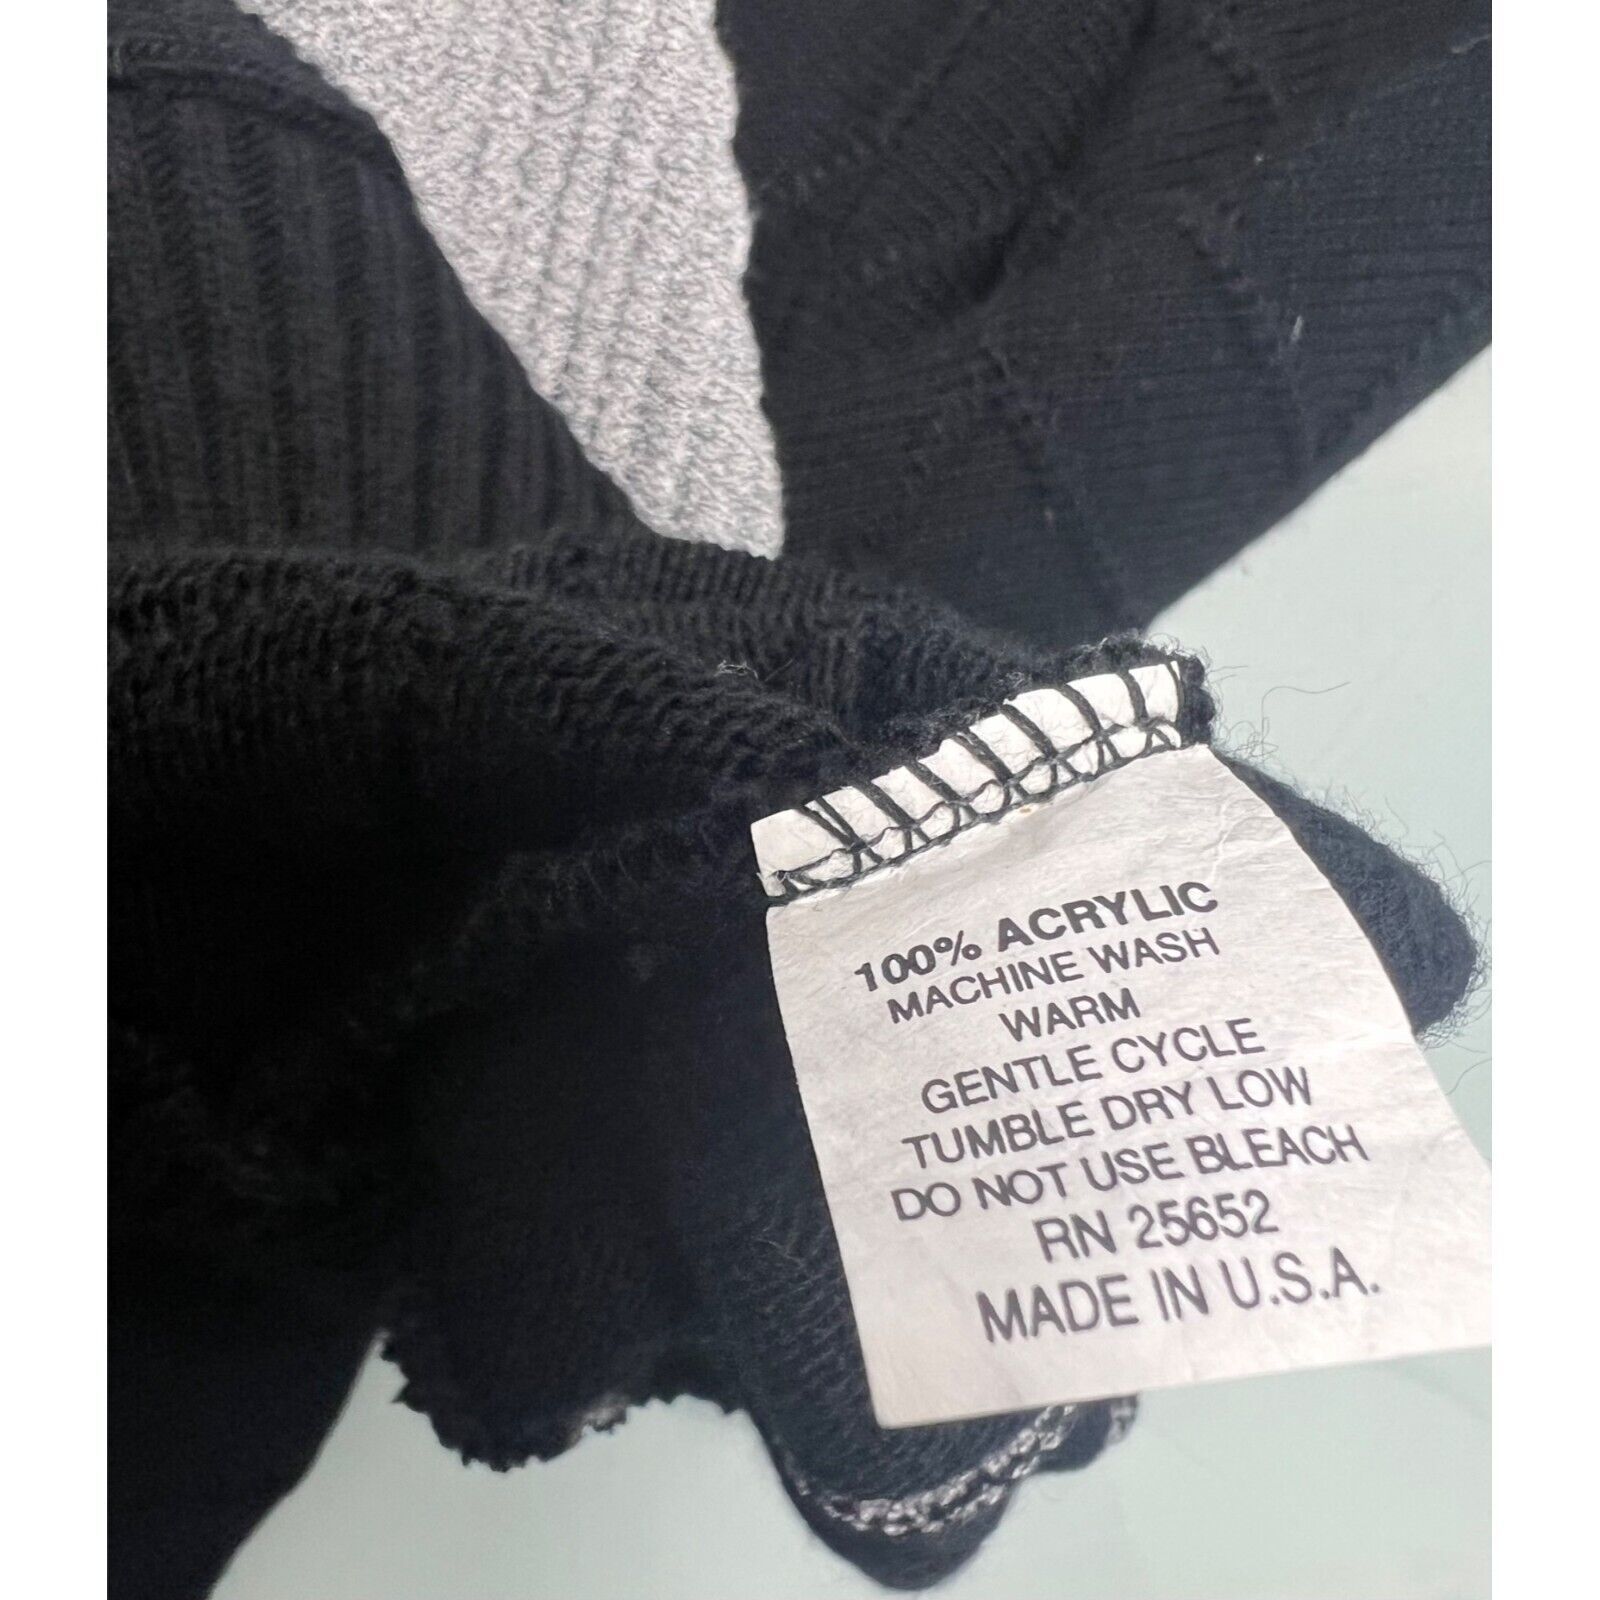 100% ACRYLIC
MACHINE WASH
WARM
GENTLE CYCLE
TUMBLE DRY LOW
DO NOT USE BLEACH
RN 25652
MADE IN U.S.A.